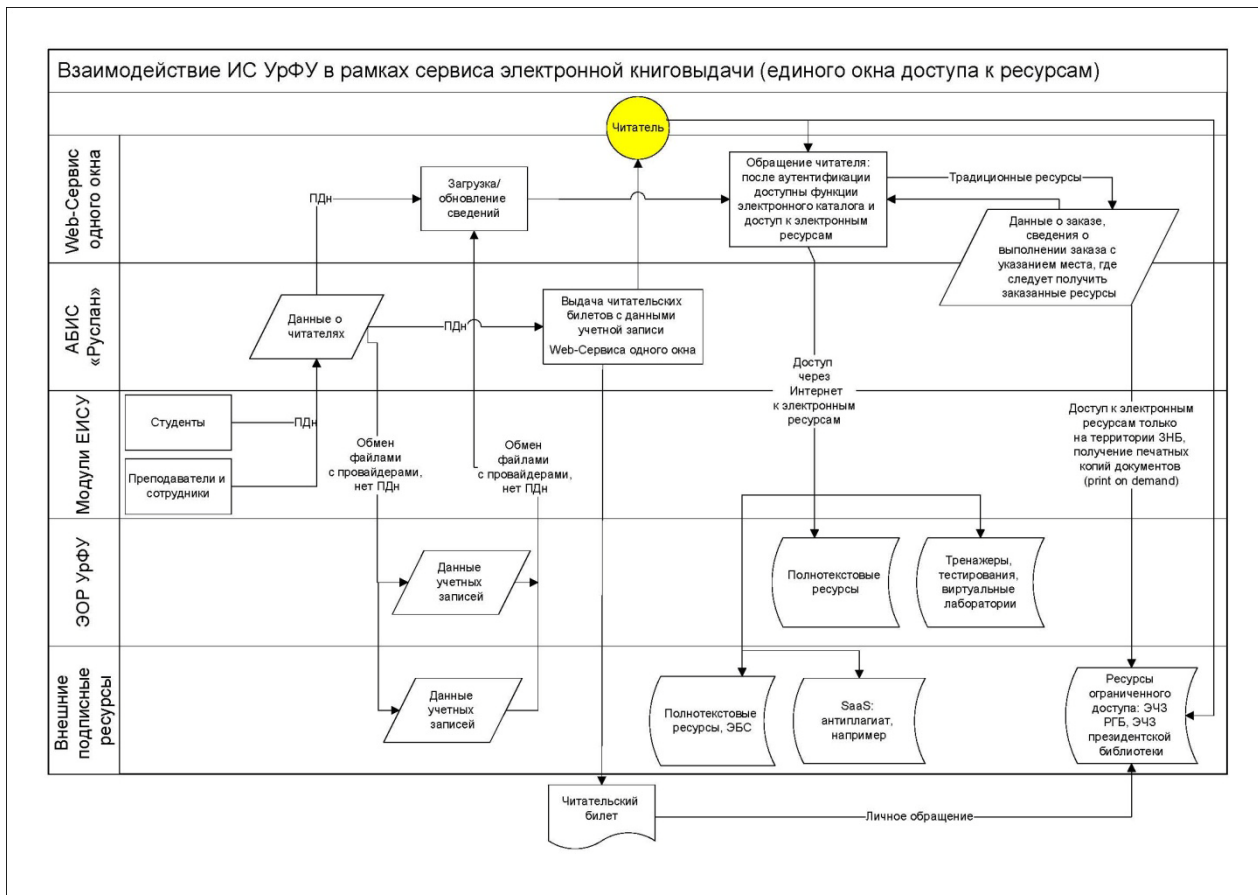 Взаимодействие ИС УрФУ в рамках сервиса электронной книговыдачи (единого окна доступа к ресурсам)
Читатель
Web-Сервис
одного окна
ПДн
Загрузка/
обновление
сведений
Обращение читателя:
после аутентификации
доступны функции
электронного каталога и
доступ к электронным
ресурсам
Традиционные ресурсы
Данные о заказе,
сведения о
выполнении заказа с
указанием места, где
следует получить
заказанные ресурсы
АБИС
«Руслан»
Данные о
читателях
ПДн
Выдача читательских
билетов с данными
учетной записи
Web-Сервиса одного окна
Доступ
через
Интернет
к электронным
ресурсам
Модули ЕИСУ
Студенты
ПДн
Преподаватели и
сотрудники
Обмен
файлами
с провайдерами,
нет ПДн
Обмен
файлами
с провайдерами,
нет ПДн
Доступ к электронным
ресурсам только
на территории ЗНБ,
получение печатных
копий документов
(print on demand)
ЭОР УрФУ
Данные
учетных
записей
Полнотекстовые
ресурсы
Тренажеры,
тестирования,
виртуальные
лаборатории
Внешние
подписные
ресурсы
Данные
учетных
записей
Полнотекстовые
ресурсы, ЭБС
SaaS:
антиплагиат,
например
Ресурсы
ограниченного
доступа: ЭЧЗ
РГБ, ЭЧЗ
президентской
библиотеки
Читательский
билет
Личное обращение